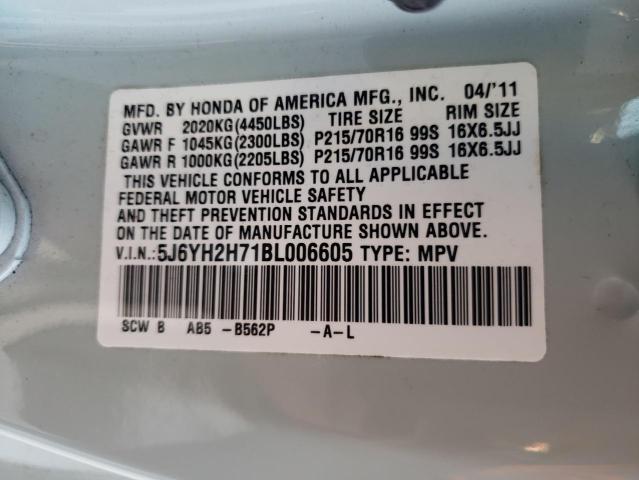 MFD. BY HONDA OF AMERICA MFG., INC. 04/'11
GVWR 2020KG(4450LBS) TIRE SIZE RIM SIZE
GAWR F 1045KG(2300LBS) P215/70R16 99S 16X6.5JJ
GAWR R 1000KG(2205LBS) P215/70R16 99S 16X6.5JJ
THIS VEHICLE CONFORMS TO ALL APPLICABLE
FEDERAL MOTOR VEHICLE SAFETY
AND THEFT PREVENTION STANDARDS IN EFFECT
ON THE DATE OF MANUFACTURE SHOWN ABOVE.
V.I.N.:5J6YH2H71BL006605 TYPE: MPV
SCW B AB5 -B562P -A-L